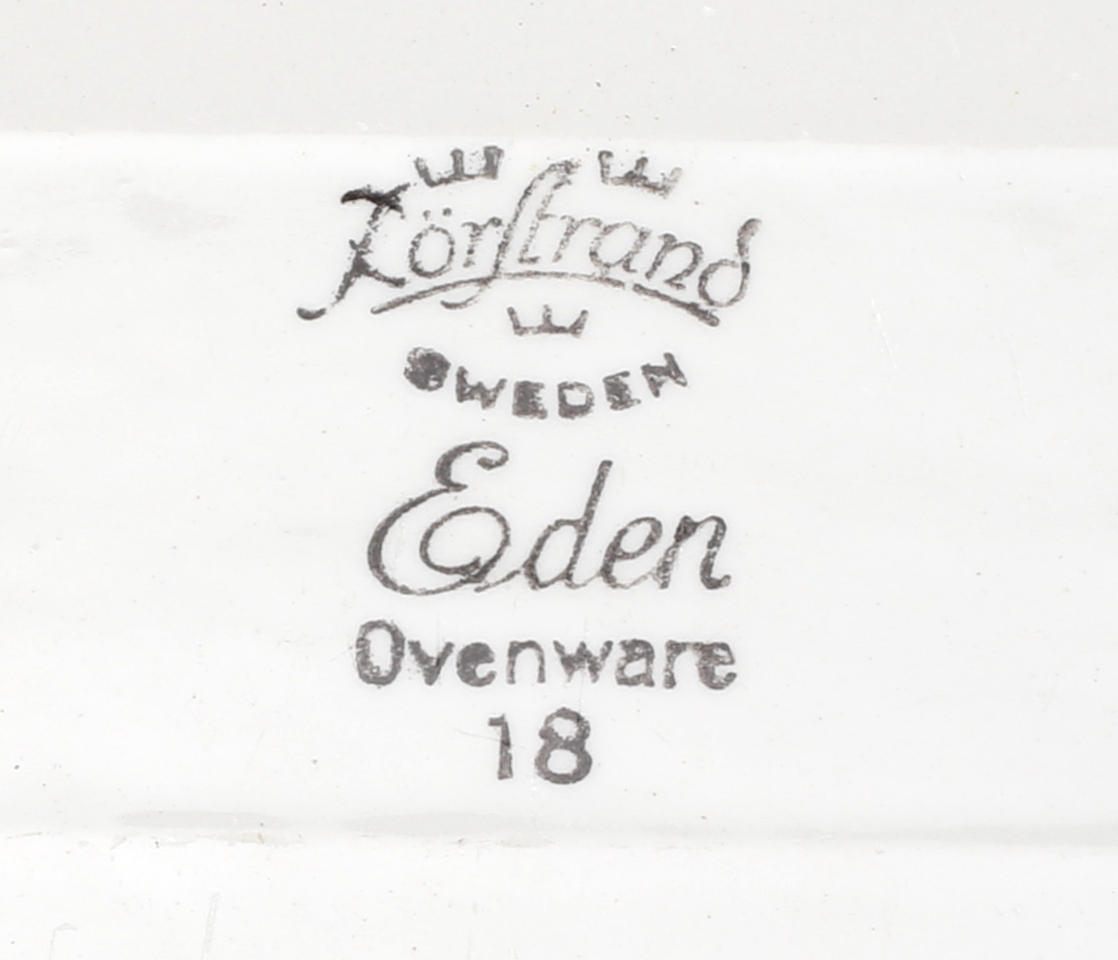 Rörstrand
SWEDEN
Eden
Ovenware
18